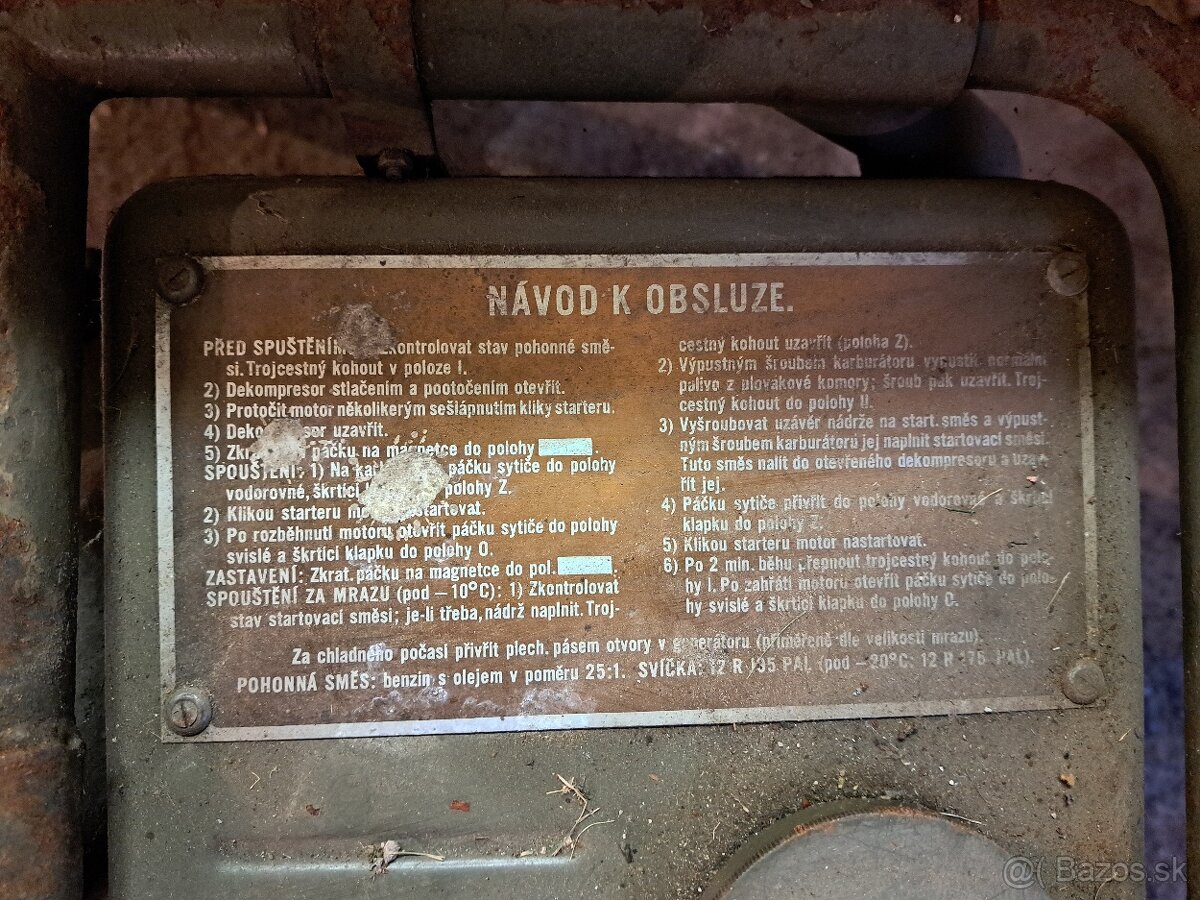 NÁVOD K OBSLUZE.
PŘED SPUŠTĚNÍM zkontrolovat stav pohonné smě-
si. Trojcestný kohout v poloze I.
2) Dekompresor stlačením a pootočením otevřít.
3) Protočit motor několikerým sešlápnutím kliky starteru.
4) Dekompresor uzavřít.
5) Zkrat. páčku na magnetce do polohy .
SPOUŠTĚNÍ: 1) Na páčku sytiče do polohy
vodorovné, škrticí polohy Z.
2) Klikou starteru motor nastartovat.
3) Po rozběhnutí motoru otevřít páčku sytiče do polohy
svislé a škrticí klapku do polohy O.
ZASTAVENÍ: Zkrat. páčku na magnetce do pol. .
SPOUŠTĚNÍ ZA MRAZU (pod —10°C): 1) Zkontrolovat
stav startovací směsi; je-li třeba, nádrž naplnit. Troj-
cestný kohout uzavřít (poloha Z).
2) Výpustným šroubem karburátoru vypustit normální
palivo z plovákové komory; šroub pak uzavřít. Troj-
cestný kohout do polohy II.
3) Vyšroubovat uzávěr nádrže na start. směs a výpust-
ným šroubem karburátoru jej naplnit startovací směsí.
Tuto směs nalít do otevřeného dekompresoru a uzav-
řít jej.
4) Páčku sytiče přivřít do polohy vodorovné a škrticí
klapku do polohy Z.
5) Klikou starteru motor nastartovat.
6) Po 2 min. běhu přepnout trojcestný kohout do polo-
hy I. Po zahřátí motoru otevřít páčku sytiče do polo-
hy svislé a škrticí klapku do polohy O.
Za chladného počasí přivřít plech. pásem otvory v generátoru (přiměřeně dle velikosti mrazu).
POHONNÁ SMĚS: benzin s olejem v poměru 25:1. SVÍČKA: 12 R 195 PAL (pod —20°C: 12 R 175 PAL)
@( Bazos.sk